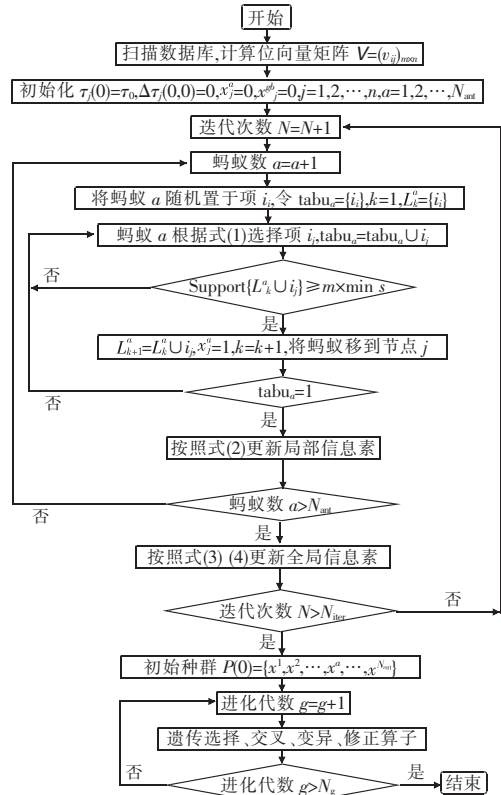 开始
扫描数据库,计算位向量矩阵 V=(v_ij)_m×n
初始化 τ_j(0)=τ_0,Δτ_j(0,0)=0,x_j^a=0,x_j^gb=0,j=1,2,…,n,a=1,2,…,N_ant
迭代次数 N=N+1
蚂蚁数 a=a+1
将蚂蚁 a 随机置于项 i_i,令 tabu_a={i_i},k=1,L_k^a={i_i}
蚂蚁 a 根据式(1)选择项 i_j,tabu_a=tabu_a∪i_j
否
Support{L_k^a∪i_j}≥m×min s
是
L_k+1^a=L_k^a∪i_j,x_j^a=1,k=k+1,将蚂蚁移到节点 j
tabu_a=1
否
是
按照式(2)更新局部信息素
蚂蚁数 a>N_ant
否
是
按照式(3) (4)更新全局信息素
迭代次数 N>N_iter
否
是
初始种群 P(0)={x^1,x^2,…,x^a,…,x^N_ant}
进化代数 g=g+1
遗传选择、交叉、变异、修正算子
否
进化代数 g>N_g
是
结束